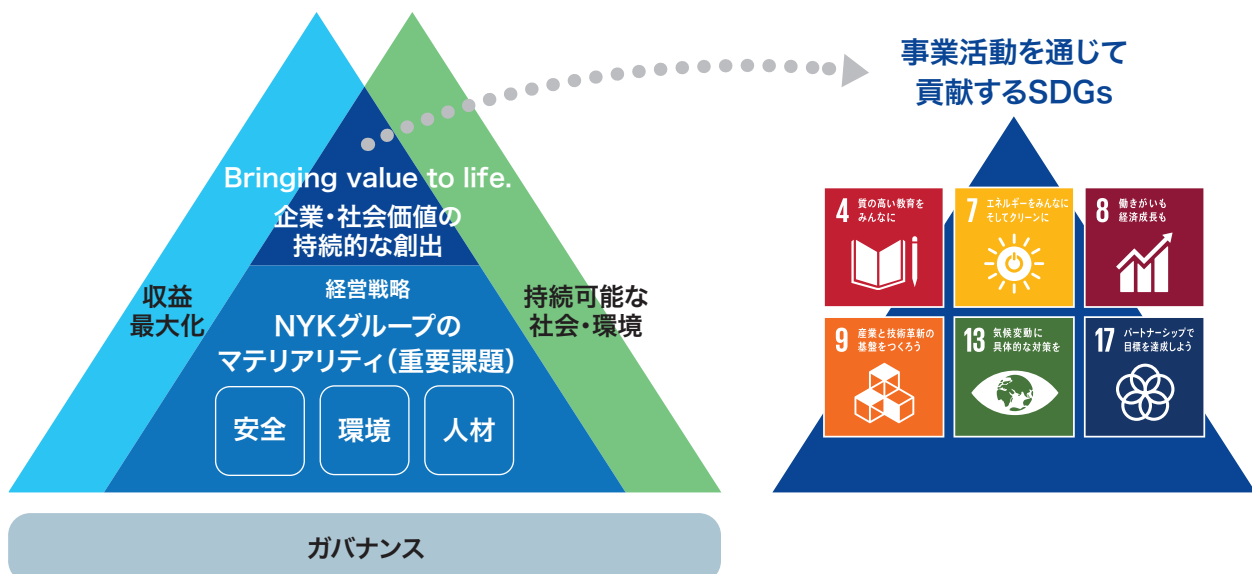 Bringing value to life.
企業・社会価値の
持続的な創出
収益
最大化
経営戦略
NYKグループの
マテリアリティ（重要課題）
安全
環境
人材
持続可能な
社会・環境
ガバナンス
事業活動を通じて
貢献するSDGs
4 質の高い教育を
みんなに
7 エネルギーをみんなに
そしてクリーンに
8 働きがいも
経済成長も
9 産業と技術革新の
基盤をつくろう
13 気候変動に
具体的な対策を
17 パートナーシップで
目標を達成しよう